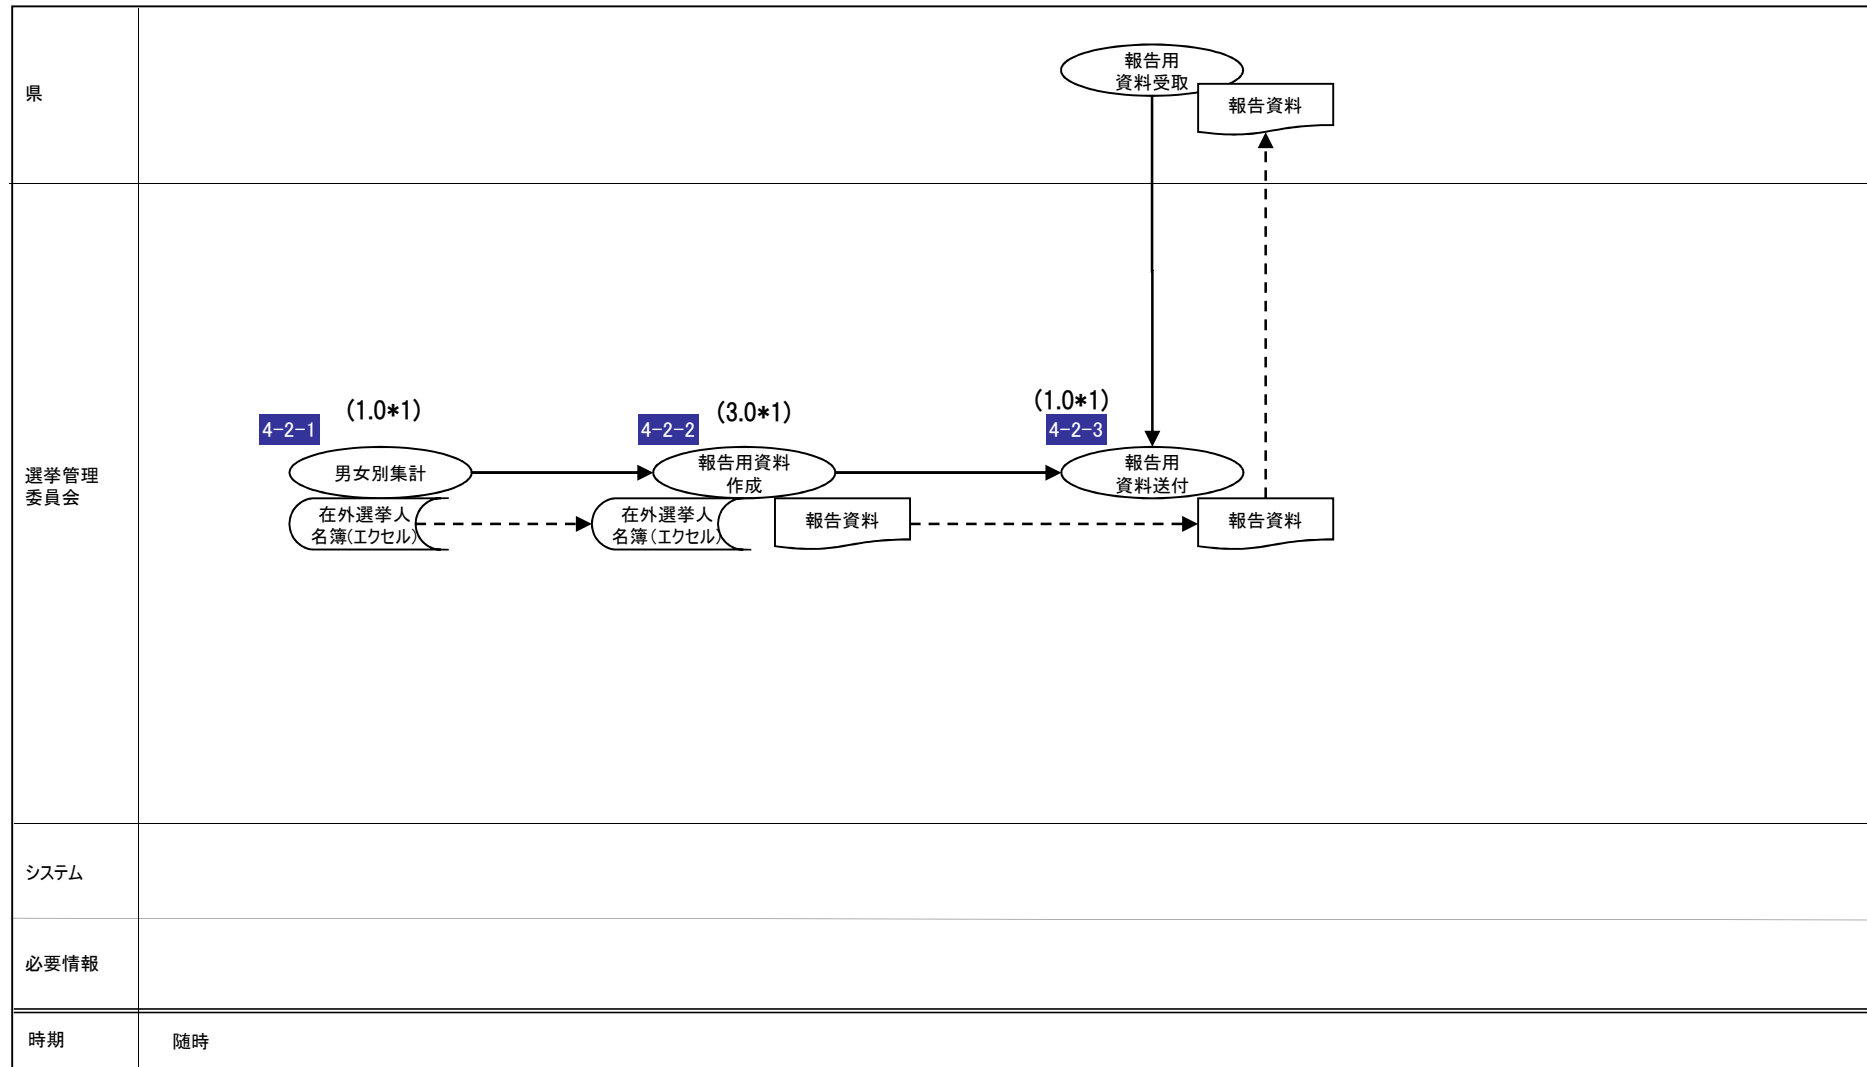 県
報告用
資料受取
報告資料
選挙管理
委員会
4-2-1
(1.0*1)
男女別集計
在外選挙人
名簿(エクセル)
4-2-2
(3.0*1)
報告用資料
作成
在外選挙人
名簿(エクセル)
報告資料
(1.0*1)
4-2-3
報告用
資料送付
報告資料
システム
必要情報
時期
随時